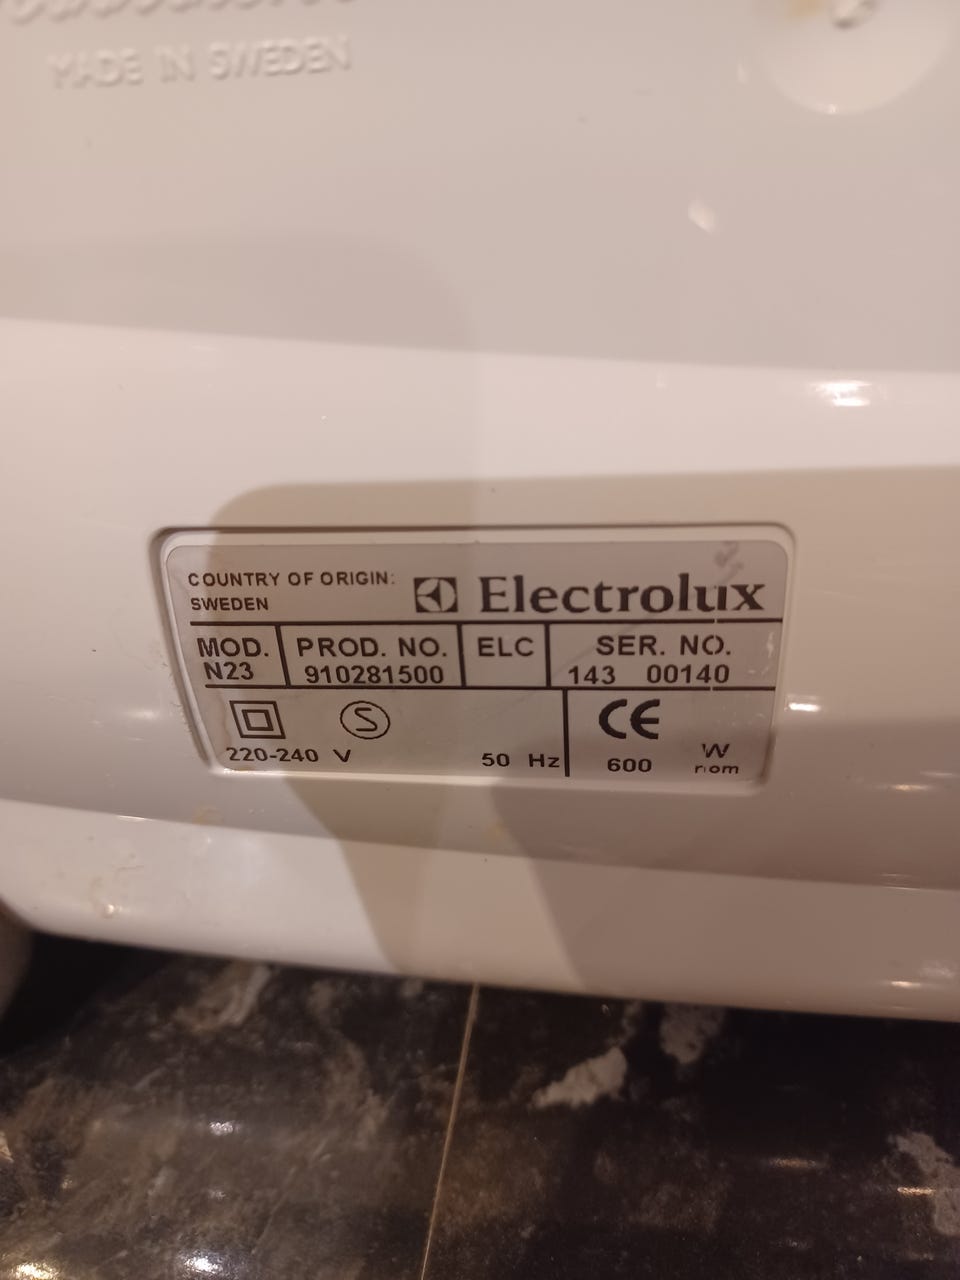 MADE IN SWEDEN
COUNTRY OF ORIGIN:
SWEDEN
Electrolux
MOD. PROD. NO. ELC SER. NO.
N23 910281500 143 00140
S CE
220-240 V 50 Hz 600 W
nom